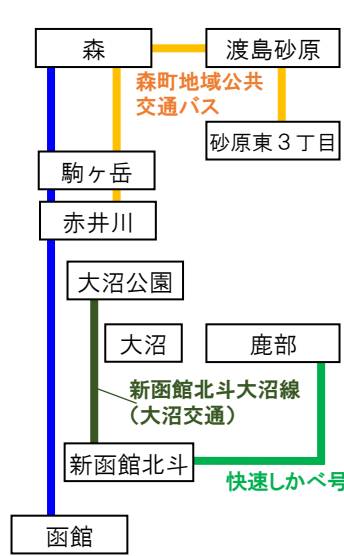 森
渡島砂原
森町地域公共
交通バス
砂原東３丁目
駒ヶ岳
赤井川
大沼公園
大沼
鹿部
新函館北斗大沼線
（大沼交通）
新函館北斗
快速しかべ号
函館